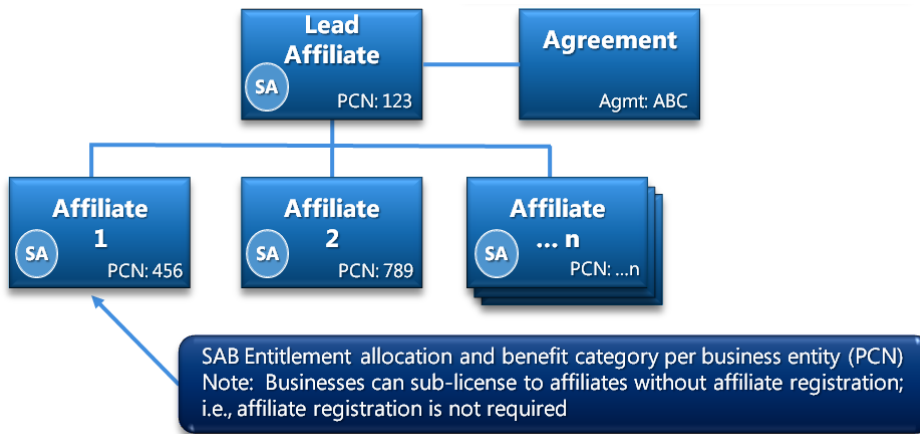 Lead
Affiliate
SA
PCN: 123
Agreement
Agmt: ABC
Affiliate
1
SA
PCN: 456
Affiliate
2
SA
PCN: 789
Affiliate
... n
SA
PCN: ...n
SAB Entitlement allocation and benefit category per business entity (PCN)
Note:  Businesses can sub-license to affiliates without affiliate registration;
i.e., affiliate registration is not required